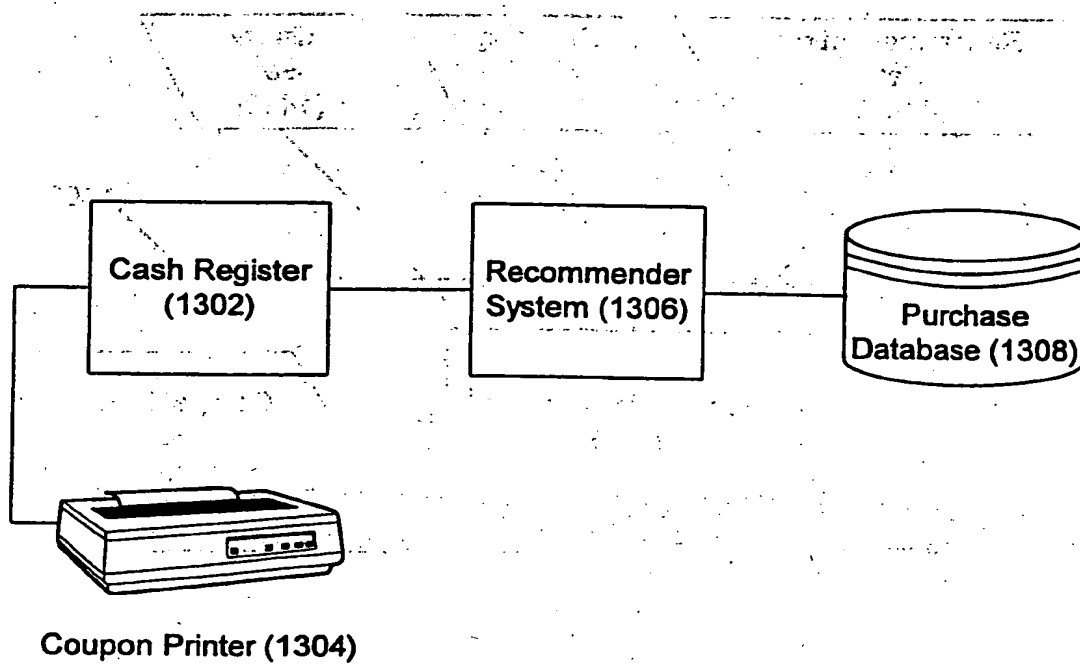 Cash Register
(1302)
Recommender
System (1306)
Purchase
Database (1308)
Coupon Printer (1304)